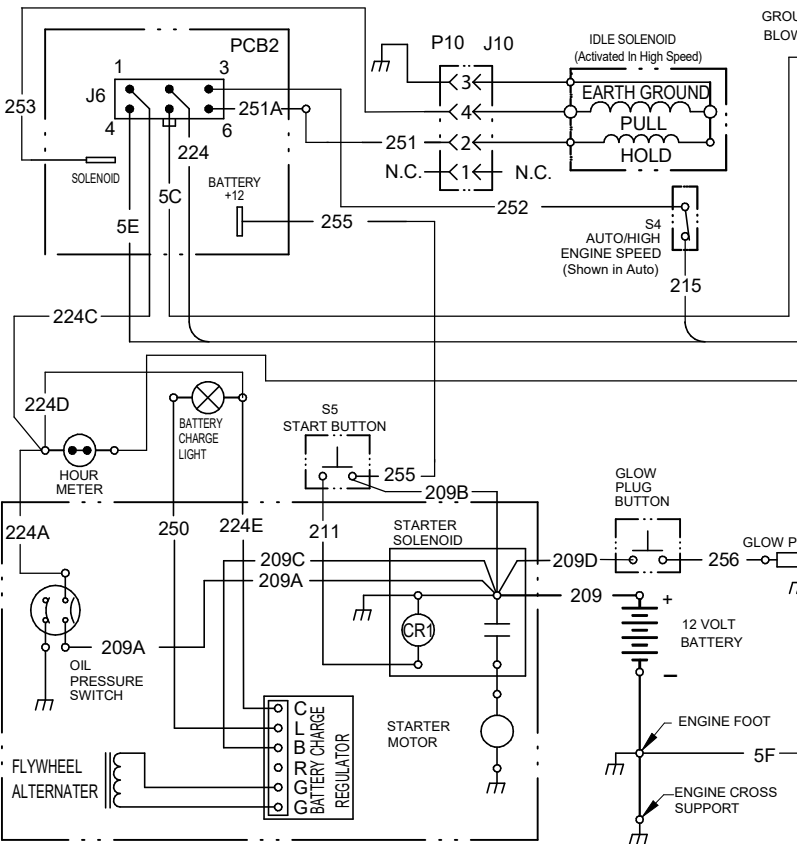 GROU
BLOW
P10 J10
IDLE SOLENOID
(Activated In High Speed)
PCB2
1
3
J6
4
6
253
251A
224
3
4
2
1
EARTH GROUND
PULL
HOLD
251
N.C.
N.C.
SOLENOID
BATTERY
+12
5C
5E
255
252
S4
AUTO/HIGH
ENGINE SPEED
(Shown in Auto)
215
224C
224D
BATTERY
CHARGE
LIGHT
S5
START BUTTON
HOUR
METER
255
209B
GLOW
PLUG
BUTTON
224A
250
224E
211
STARTER
SOLENOID
209C
209A
209D
256
GLOW P
209
+
12 VOLT
BATTERY
–
CR1
209A
OIL
PRESSURE
SWITCH
STARTER
MOTOR
C
L
B
R
G
G
BATTERY CHARGE
REGULATOR
FLYWHEEL
ALTERNATER
ENGINE FOOT
5F
ENGINE CROSS
SUPPORT